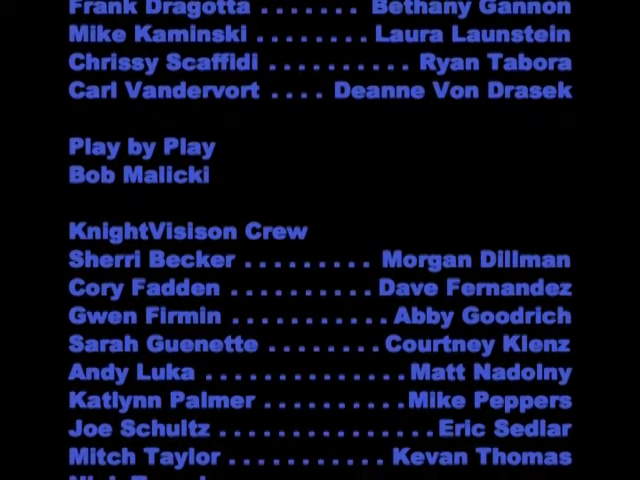 Frank Dragotta ....... Bethany Gannon
Mike Kaminski ........ Laura Launstein
Chrissy Scaffidi .......... Ryan Tabora
Carl Vandervort .... Deanne Von Drasek
Play by Play
Bob Malicki
KnightVisison Crew
Sherri Becker ......... Morgan Dillman
Cory Fadden .......... Dave Fernandez
Gwen Firmin ........... Abby Goodrich
Sarah Guenette ........ Courtney Klenz
Andy Luka .............. Matt Nadolny
Katlynn Palmer .......... Mike Peppers
Joe Schultz ............... Eric Sedlar
Mitch Taylor ........... Kevan Thomas